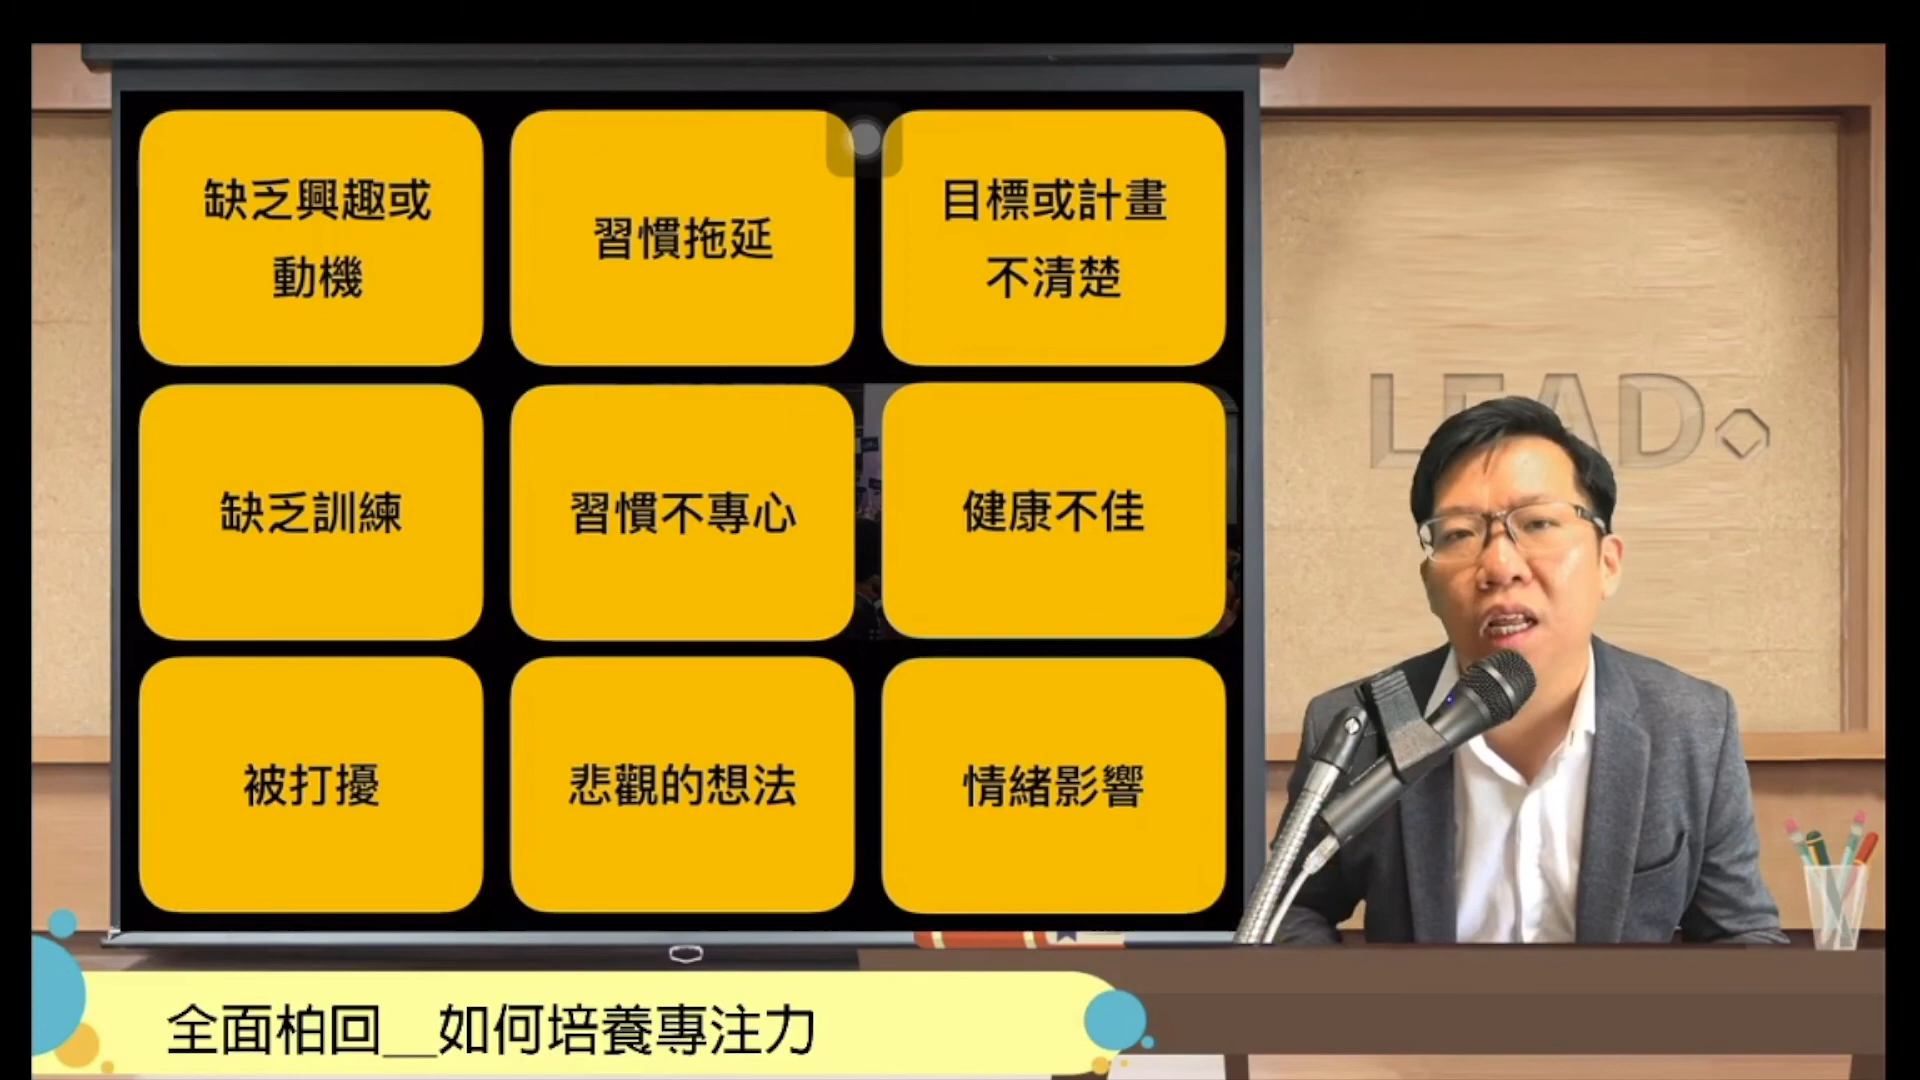 缺乏興趣或
動機
習慣拖延
目標或計畫
不清楚
缺乏訓練
習慣不專心
健康不佳
被打擾
悲觀的想法
情緒影響
LEAD
全面柏回__如何培養專注力